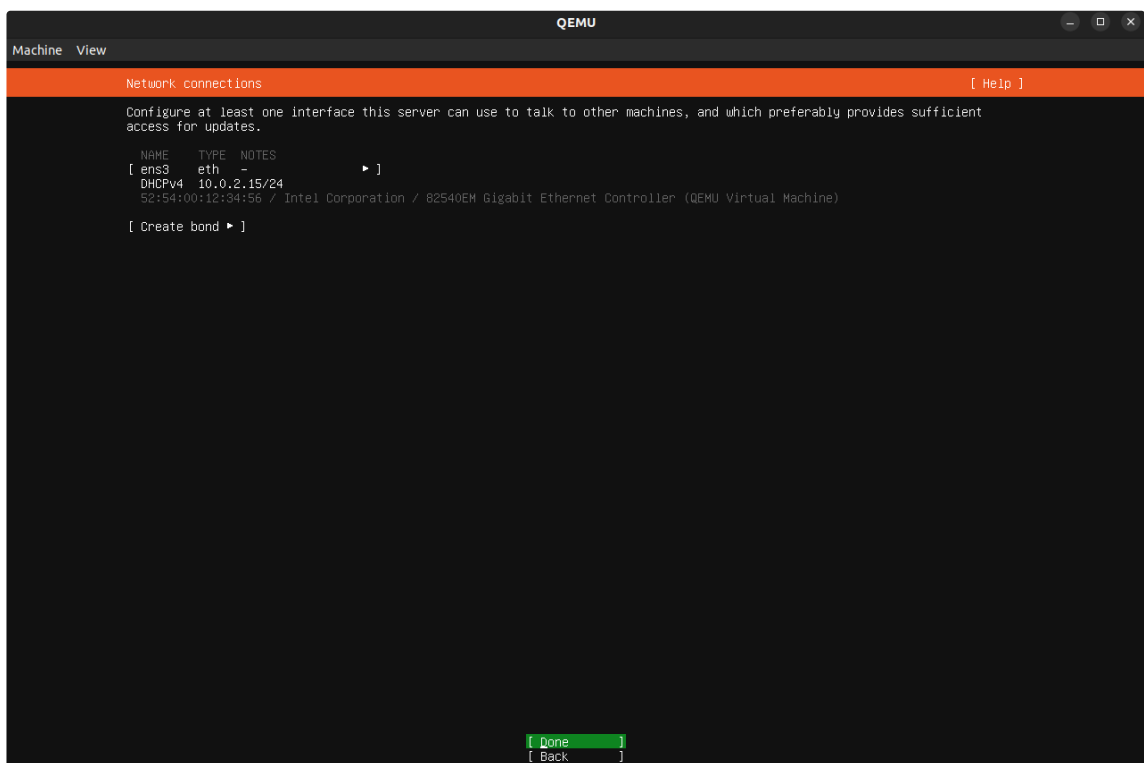 QEMU
Machine View
Network connections [ Help ]
Configure at least one interface this server can use to talk to other machines, and which preferably provides sufficient
access for updates.
NAME TYPE NOTES
[ ens3 eth - ▸ ]
DHCPv4 10.0.2.15/24
52:54:00:12:34:56 / Intel Corporation / 82540EM Gigabit Ethernet Controller (QEMU Virtual Machine)
[ Create bond ▸ ]
[ Done ]
[ Back ]